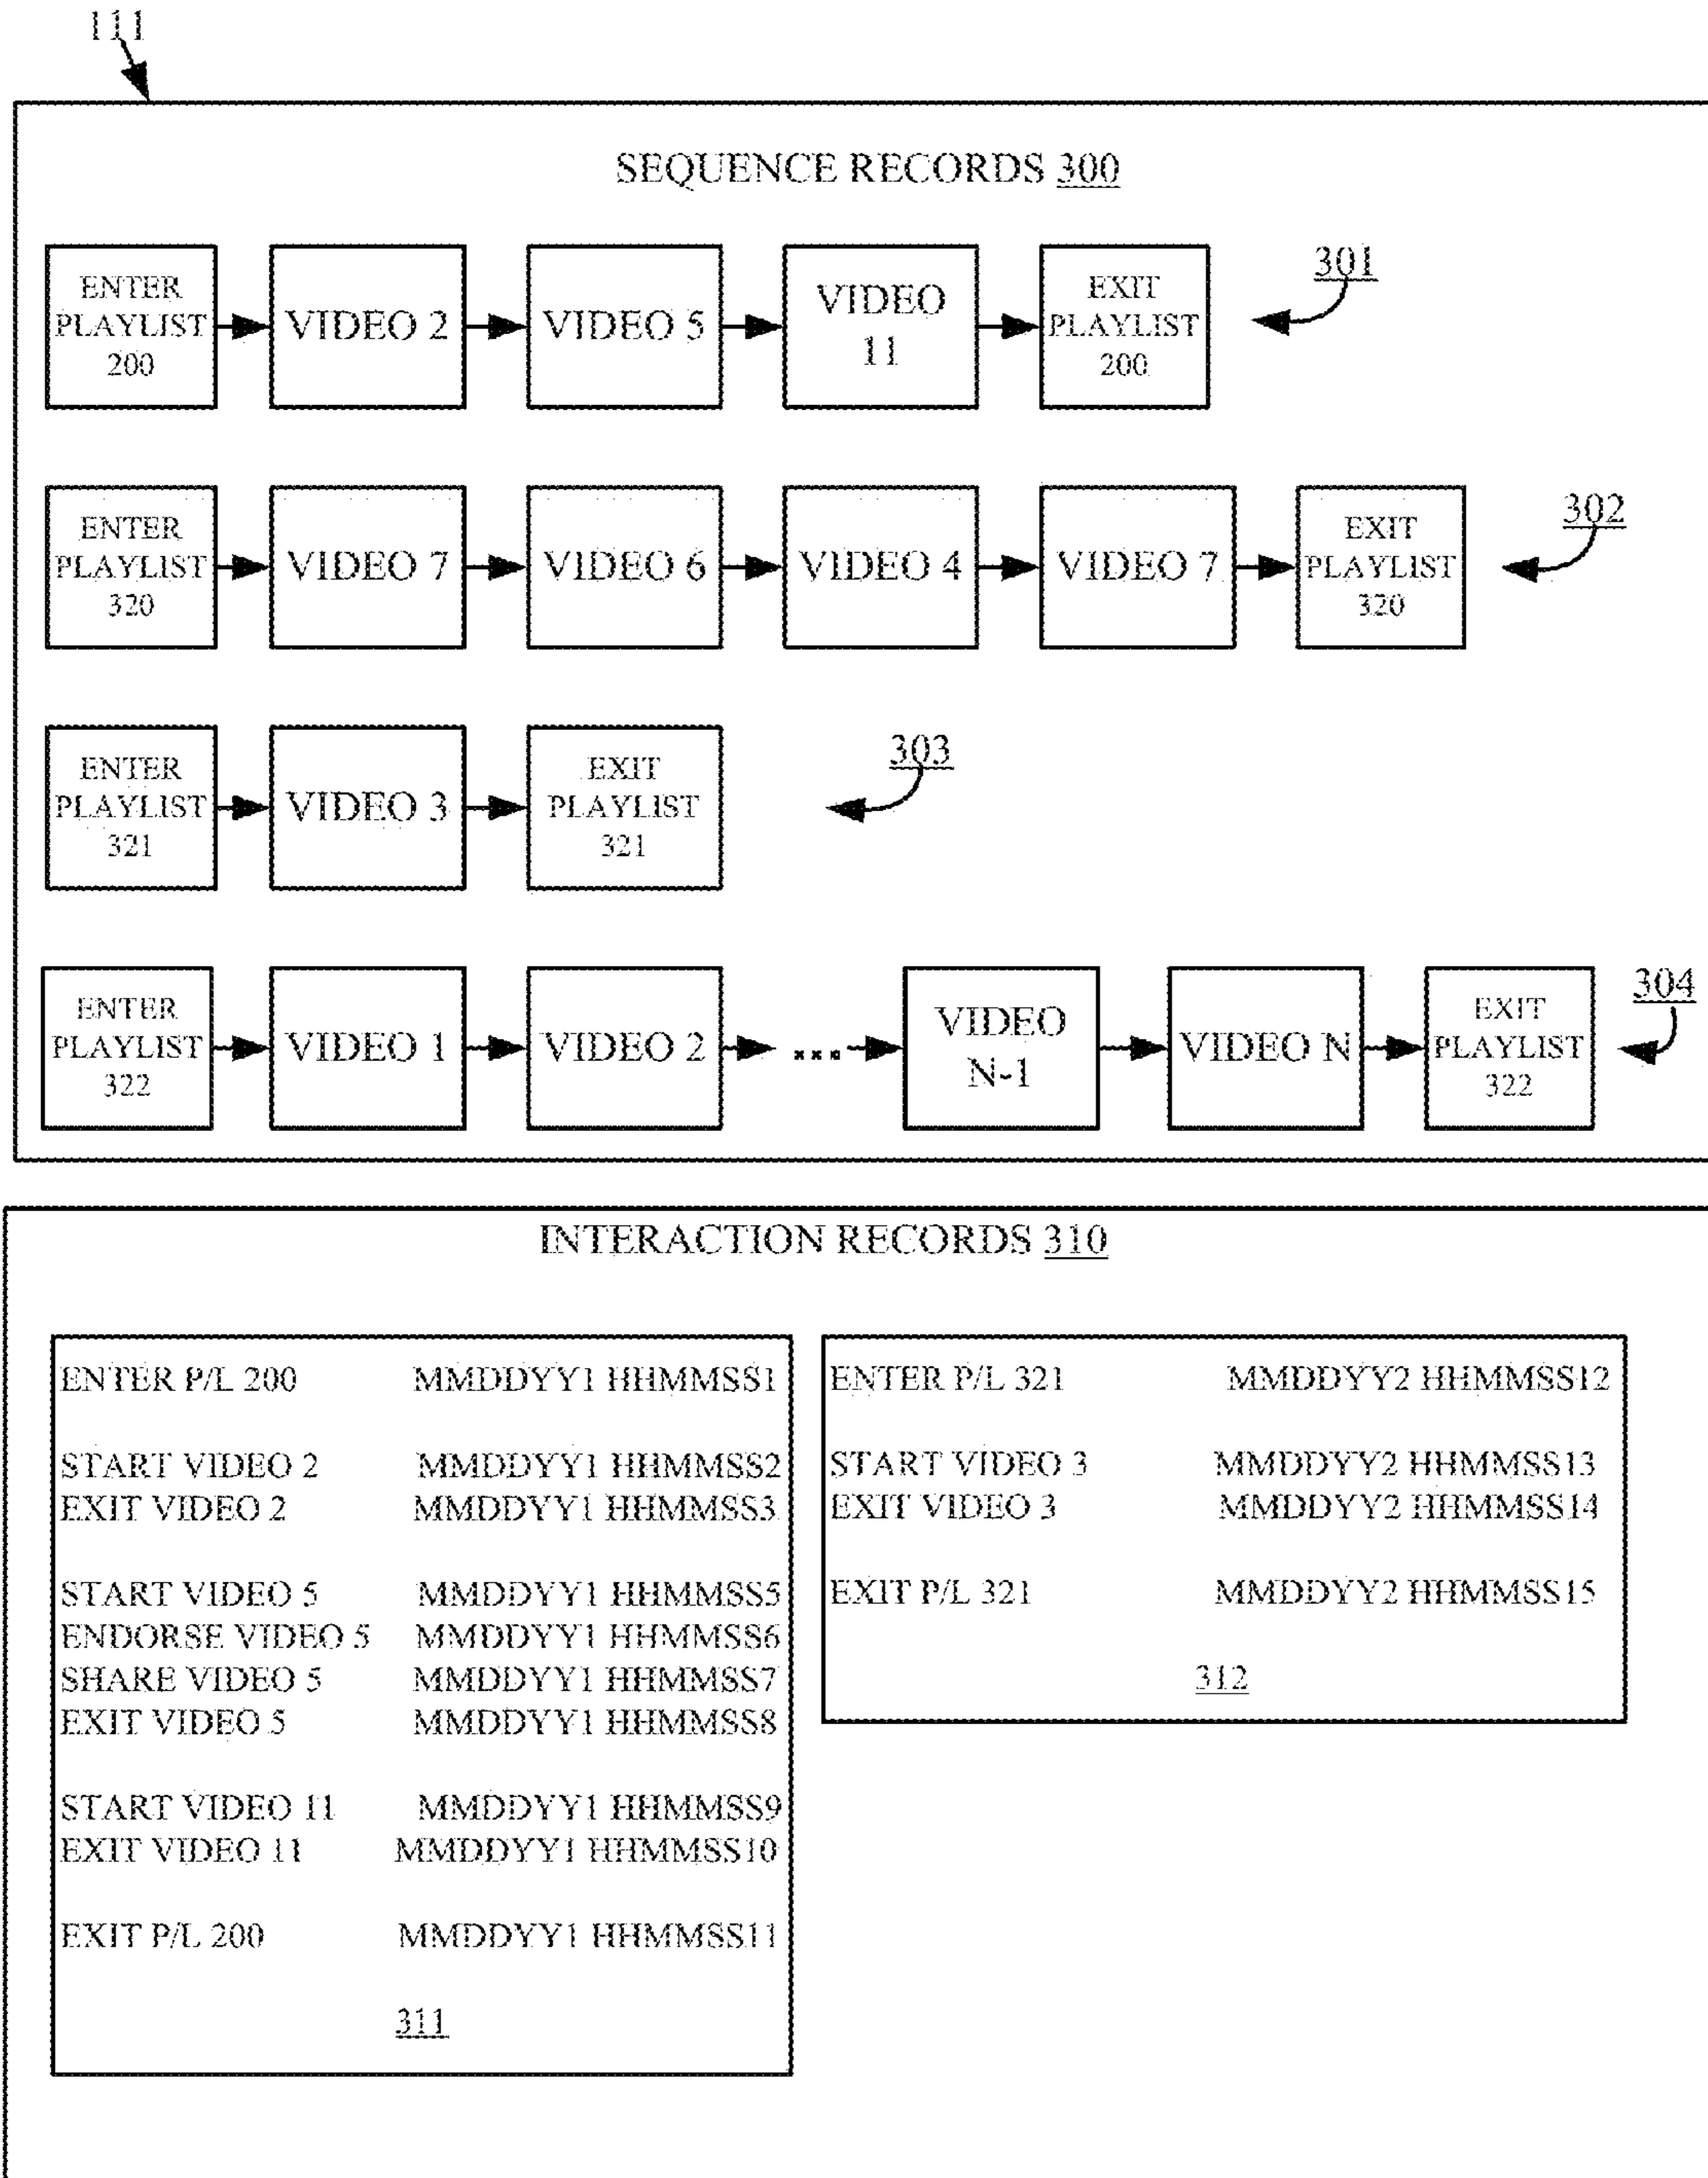 111
SEQUENCE RECORDS 300
ENTER
PLAYLIST
200
VIDEO 2
VIDEO 5
VIDEO
11
EXIT
PLAYLIST
200
301
ENTER
PLAYLIST
320
VIDEO 7
VIDEO 6
VIDEO 4
VIDEO 7
EXIT
PLAYLIST
320
302
ENTER
PLAYLIST
321
VIDEO 3
EXIT
PLAYLIST
321
303
ENTER
PLAYLIST
322
VIDEO 1
VIDEO 2
...
VIDEO
N-1
VIDEO N
EXIT
PLAYLIST
322
304
INTERACTION RECORDS 310
ENTER P/L 200 MMDDYY1 HHMMSS1
START VIDEO 2 MMDDYY1 HHMMSS2
EXIT VIDEO 2 MMDDYY1 HHMMSS3
START VIDEO 5 MMDDYY1 HHMMSS5
ENDORSE VIDEO 5 MMDDYY1 HHMMSS6
SHARE VIDEO 5 MMDDYY1 HHMMSS7
EXIT VIDEO 5 MMDDYY1 HHMMSS8
START VIDEO 11 MMDDYY1 HHMMSS9
EXIT VIDEO 11 MMDDYY1 HHMMSS10
EXIT P/L 200 MMDDYY1 HHMMSS11
311
ENTER P/L 321 MMDDYY2 HHMMSS12
START VIDEO 3 MMDDYY2 HHMMSS13
EXIT VIDEO 3 MMDDYY2 HHMMSS14
EXIT P/L 321 MMDDYY2 HHMMSS15
312